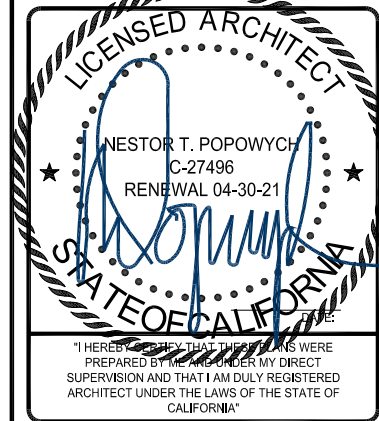 LICENSED ARCHITECT
NESTOR T. POPOWYCH
C-27496
RENEWAL 04-30-21
STATE OF CALIFORNIA
DATE:
"I HEREBY CERTIFY THAT THESE PLANS WERE
PREPARED BY ME AND UNDER MY DIRECT
SUPERVISION AND THAT I AM DULY REGISTERED
ARCHITECT UNDER THE LAWS OF THE STATE OF
CALIFORNIA"